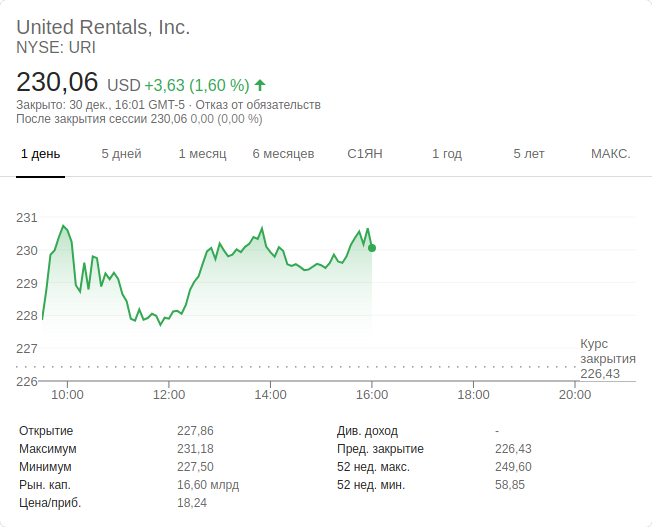 United Rentals, Inc.
NYSE: URI
230,06 USD +3,63 (1,60 %)
Закрыто: 30 дек., 16:01 GMT-5 · Отказ от обязательств
После закрытия сессии 230,06 0,00 (0,00 %)
1 день 5 дней 1 месяц 6 месяцев С1ЯН 1 год 5 лет МАКС.
231
230
229
228
227
226
Курс
закрытия
226,43
10:00 12:00 14:00 16:00 18:00 20:00
Открытие 227,86 Див. доход -
Максимум 231,18 Пред. закрытие 226,43
Минимум 227,50 52 нед. макс. 249,60
Рын. кап. 16,60 млрд 52 нед. мин. 58,85
Цена/приб. 18,24